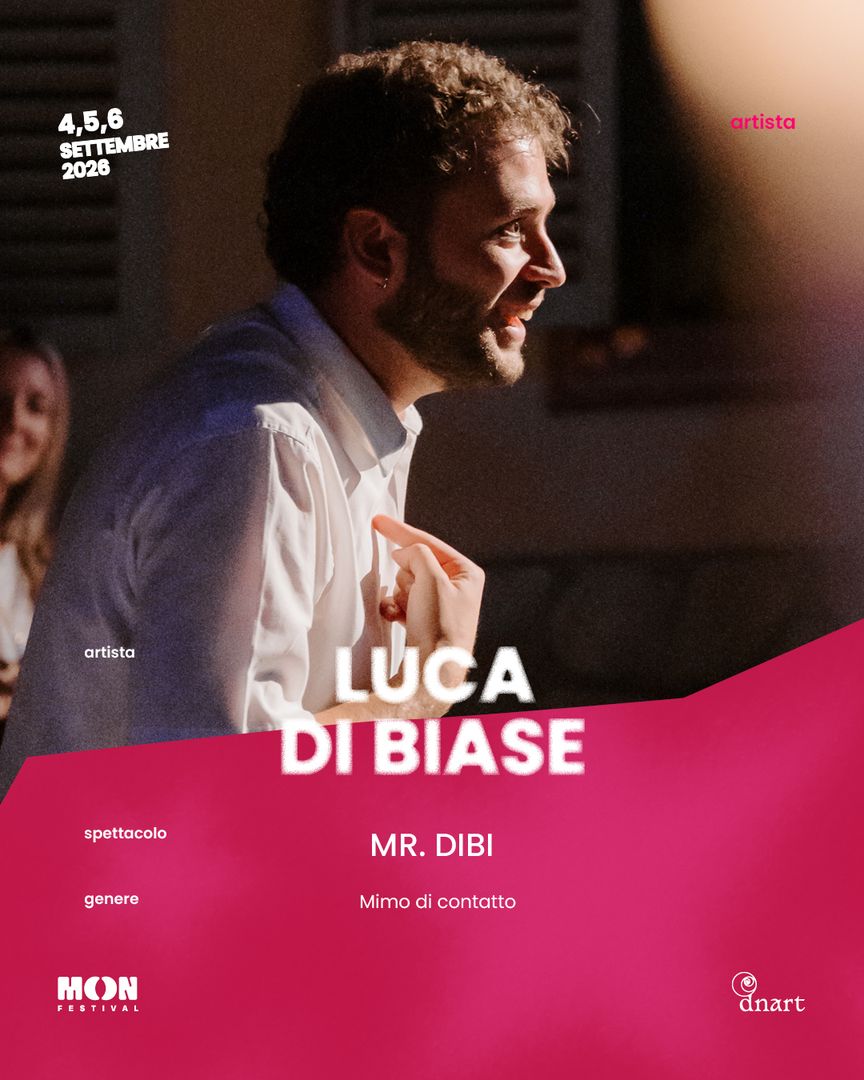 4,5,6
SETTEMBRE
2026
artista
artista
LUCA
DI BIASE
spettacolo
MR. DIBI
genere
Mimo di contatto
MOON
FESTIVAL
dnart